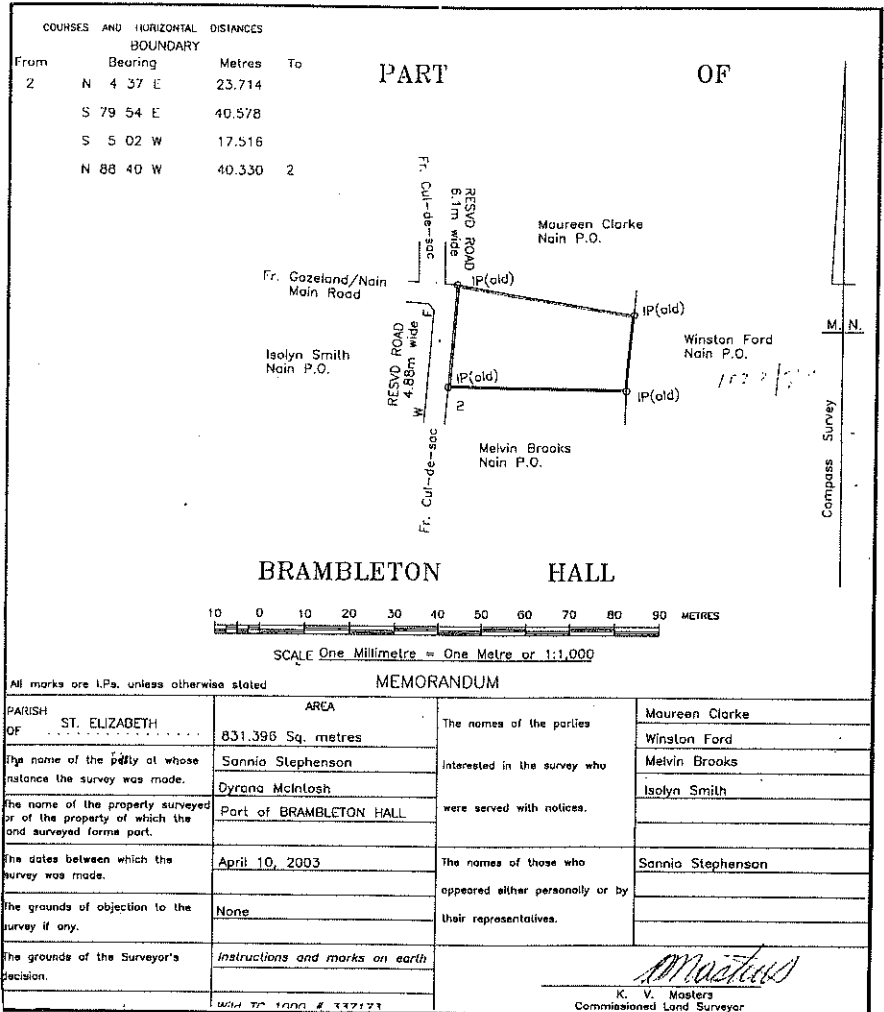 COURSES AND HORIZONTAL DISTANCES
BOUNDARY
From Bearing Metres To
2 N 4 37 E 23.714
S 79 54 E 40.578
S 5 02 W 17.516
N 88 40 W 40.330 2
PART OF
Fr. Cul-de-sac
RESVD ROAD
6.1m wide
Maureen Clarke
Nain P.O.
Fr. Gazeland/Nain
Main Road
IP(old)
IP(old)
M. N.
Winston Ford
Nain P.O.
Isolyn Smith
Nain P.O.
RESVD ROAD
4.88m wide
F
W
IP(old)
IP(old)
2
Melvin Brooks
Nain P.O.
Fr. Cul-de-sac
Compass Survey
BRAMBLETON HALL
10 0 10 20 30 40 50 60 70 80 90 METRES
SCALE One Millimetre = One Metre or 1:1,000
All marks are I.Ps. unless otherwise stated
MEMORANDUM
PARISH
OF ST. ELIZABETH
AREA
831.396 Sq. metres
The name of the party at whose
instance the survey was made.
Sannio Stephenson
Dyrana McIntosh
The name of the property surveyed
or of the property of which the
land surveyed forms part.
Part of BRAMBLETON HALL
The dates between which the
survey was made.
April 10, 2003
The grounds of objection to the
survey if any.
None
The grounds of the Surveyor's
decision.
Instructions and marks on earth
Wild TC 1000 # 337173
The names of the parties
interested in the survey who
were served with notices.
Maureen Clarke
Winston Ford
Melvin Brooks
Isolyn Smith
The names of those who
appeared either personally or by
their representatives.
Sannio Stephenson
K. V. Masters
Commissioned Land Surveyor